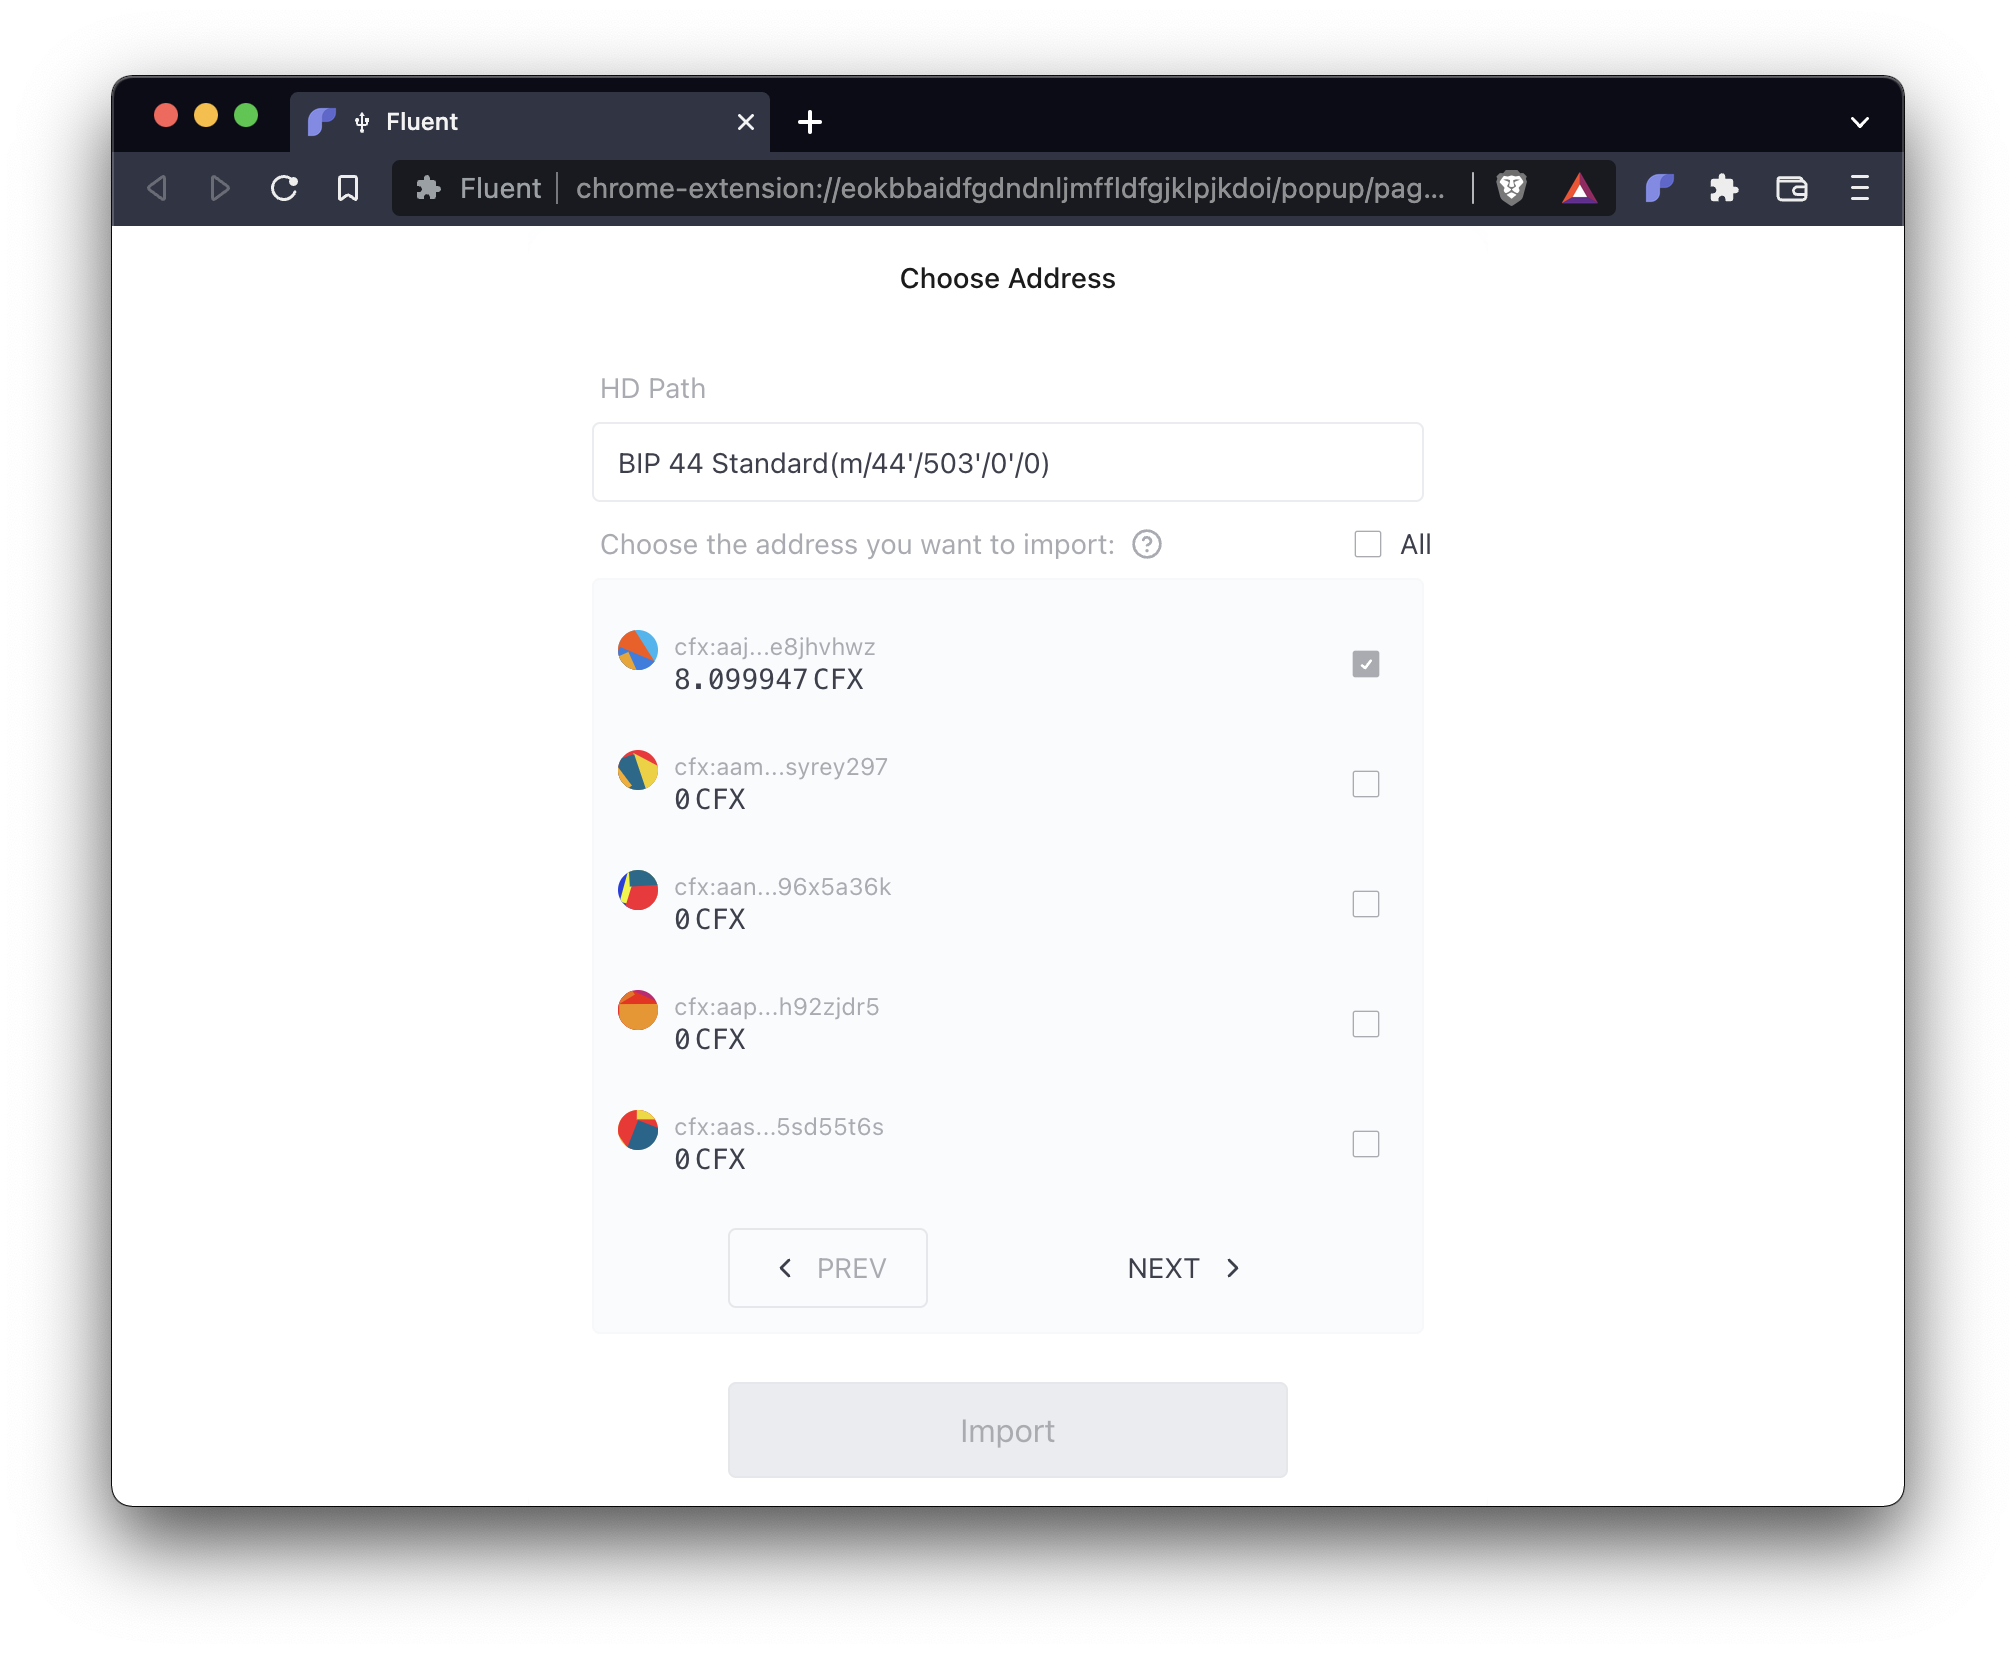 Fluent
Fluent chrome-extension://eokbbaidfgdndnljmffldfgjklpjkdoi/popup/pag...
Choose Address
HD Path
BIP 44 Standard(m/44'/503'/0'/0)
Choose the address you want to import: ? All
cfx:aaj...e8jhvhwz
8.099947 CFX
cfx:aam...syrey297
0 CFX
cfx:aan...96x5a36k
0 CFX
cfx:aap...h92zjdr5
0 CFX
cfx:aas...5sd55t6s
0 CFX
PREV NEXT
Import